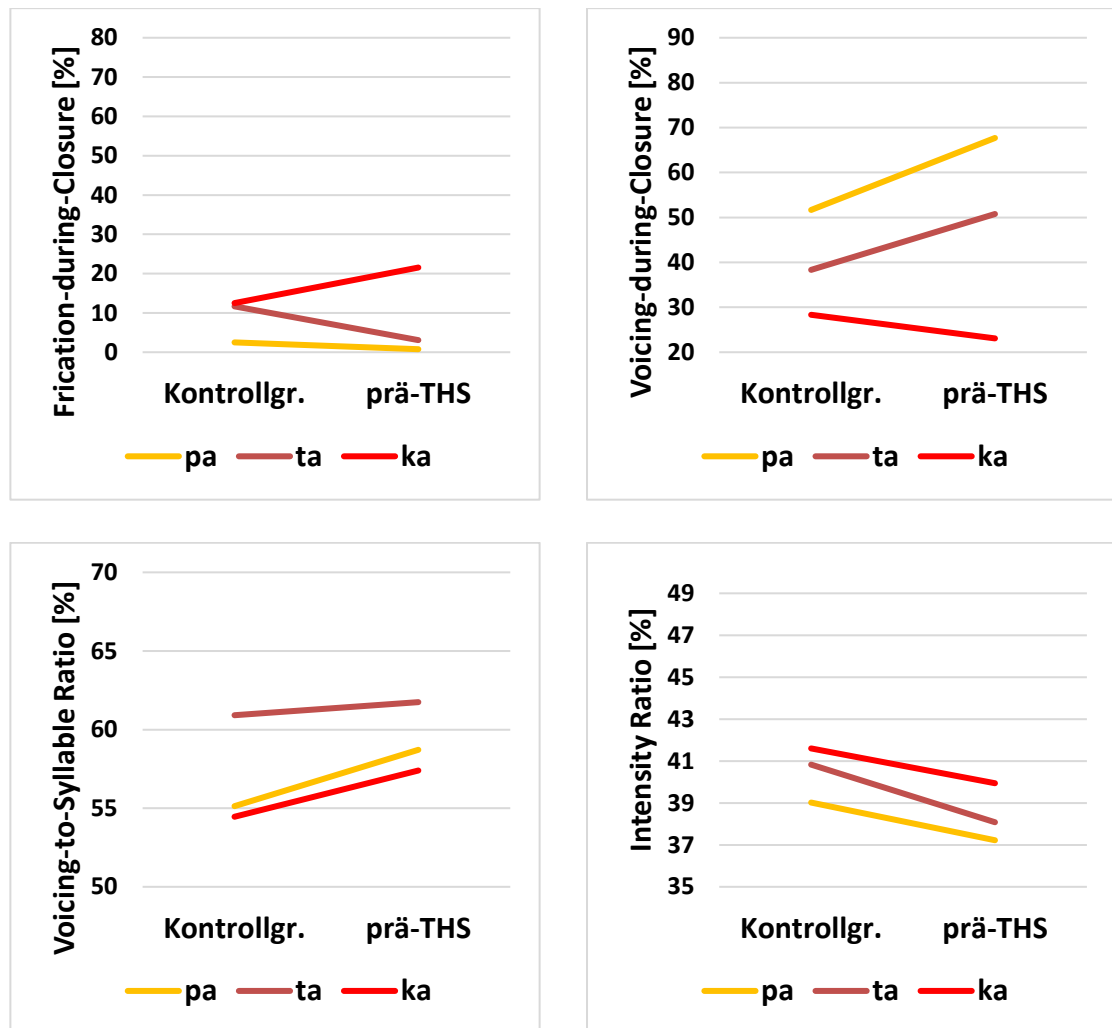 Frication-during-Closure [%]
80
70
60
50
40
30
20
10
0
Kontrollgr. prä-THS
pa ta ka
Voicing-during-Closure [%]
90
80
70
60
50
40
30
20
Kontrollgr. prä-THS
pa ta ka
Voicing-to-Syllable Ratio [%]
70
65
60
55
50
Kontrollgr. prä-THS
pa ta ka
Intensity Ratio [%]
49
47
45
43
41
39
37
35
Kontrollgr. prä-THS
pa ta ka